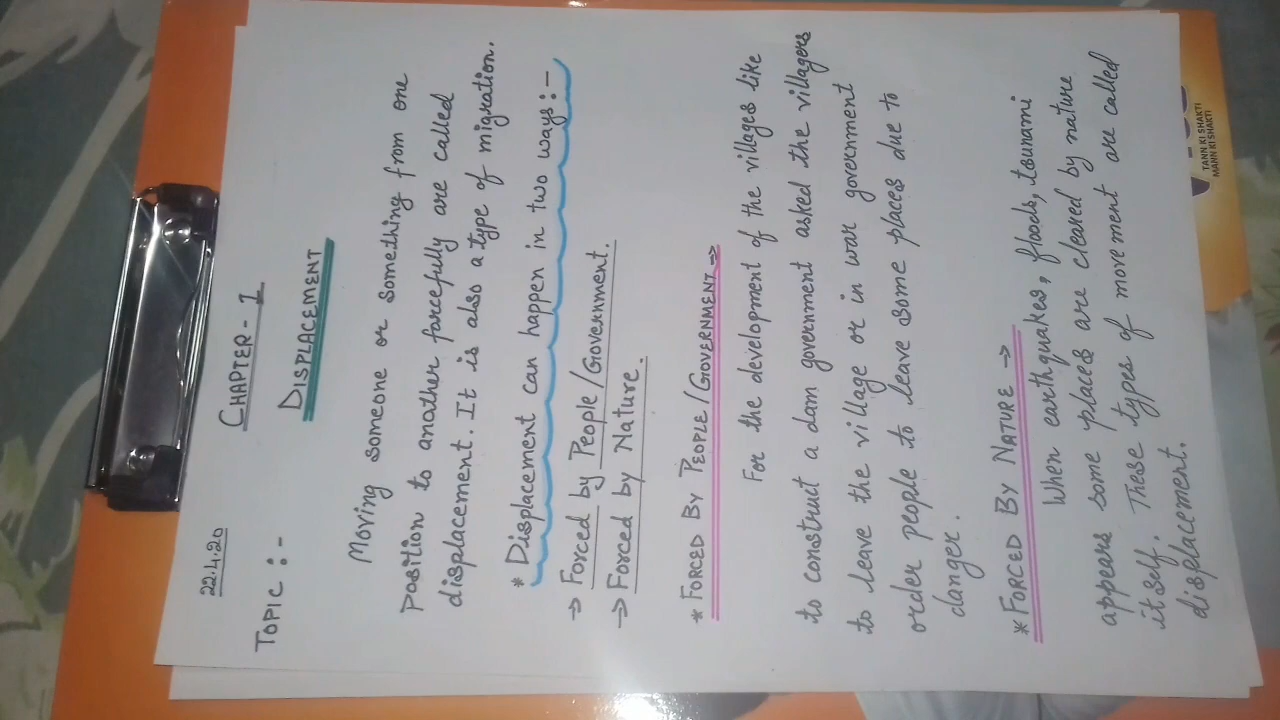 22.4.20
CHAPTER - 1
TOPIC :- DISPLACEMENT
Moving someone or something from one
position to another forcefully are called
displacement. It is also a type of migration.
* Displacement can happen in two ways :-
→ Forced by People/Government.
→ Forced by Nature.
* FORCED BY PEOPLE/GOVERNMENT →
For the development of the villages like
to construct a dam government asked the villagers
to leave the village or in war government
order people to leave some places due to
danger.
* FORCED BY NATURE →
When earthquakes, floods, tsunami
appears some places are cleared by nature
itself. These types of movement are called
displacement.
TANN KI SHAKTI
MANN KI SHAKTI